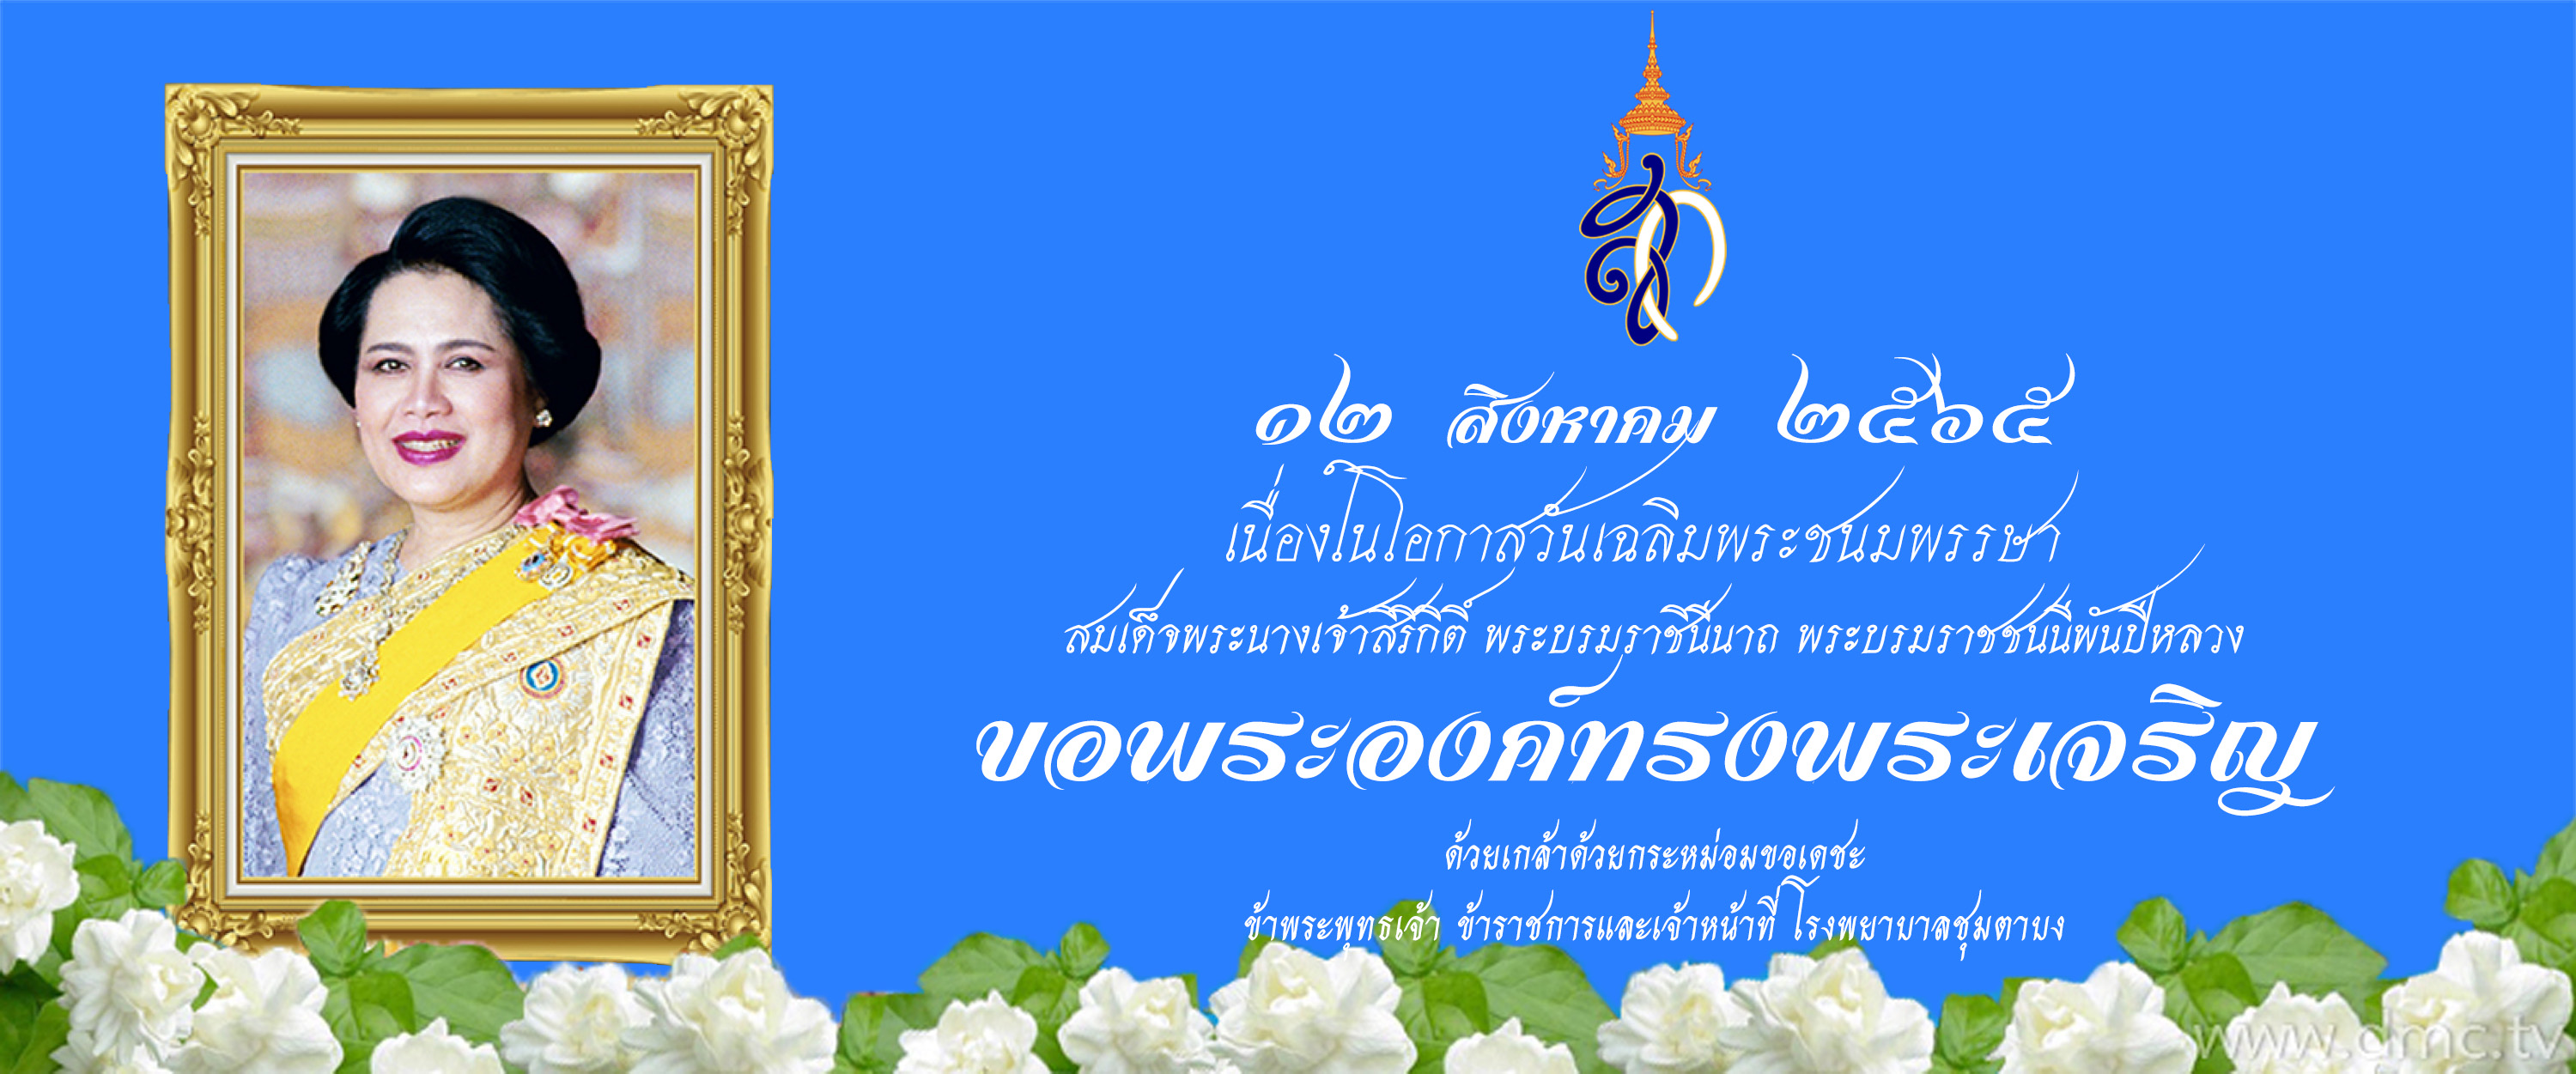 ๑๒ สิงหาคม ๒๕๖๕
เนื่องในโอกาสวันเฉลิมพระชนมพรรษา
สมเด็จพระนางเจ้าสิริกิติ์ พระบรมราชินีนาถ พระบรมราชชนนีพันปีหลวง
ขอพระองค์ทรงพระเจริญ
ด้วยเกล้าด้วยกระหม่อมขอเดชะ
ข้าพระพุทธเจ้า ข้าราชการและเจ้าหน้าที่ โรงพยาบาลชุมตาบง
www.dmc.tv